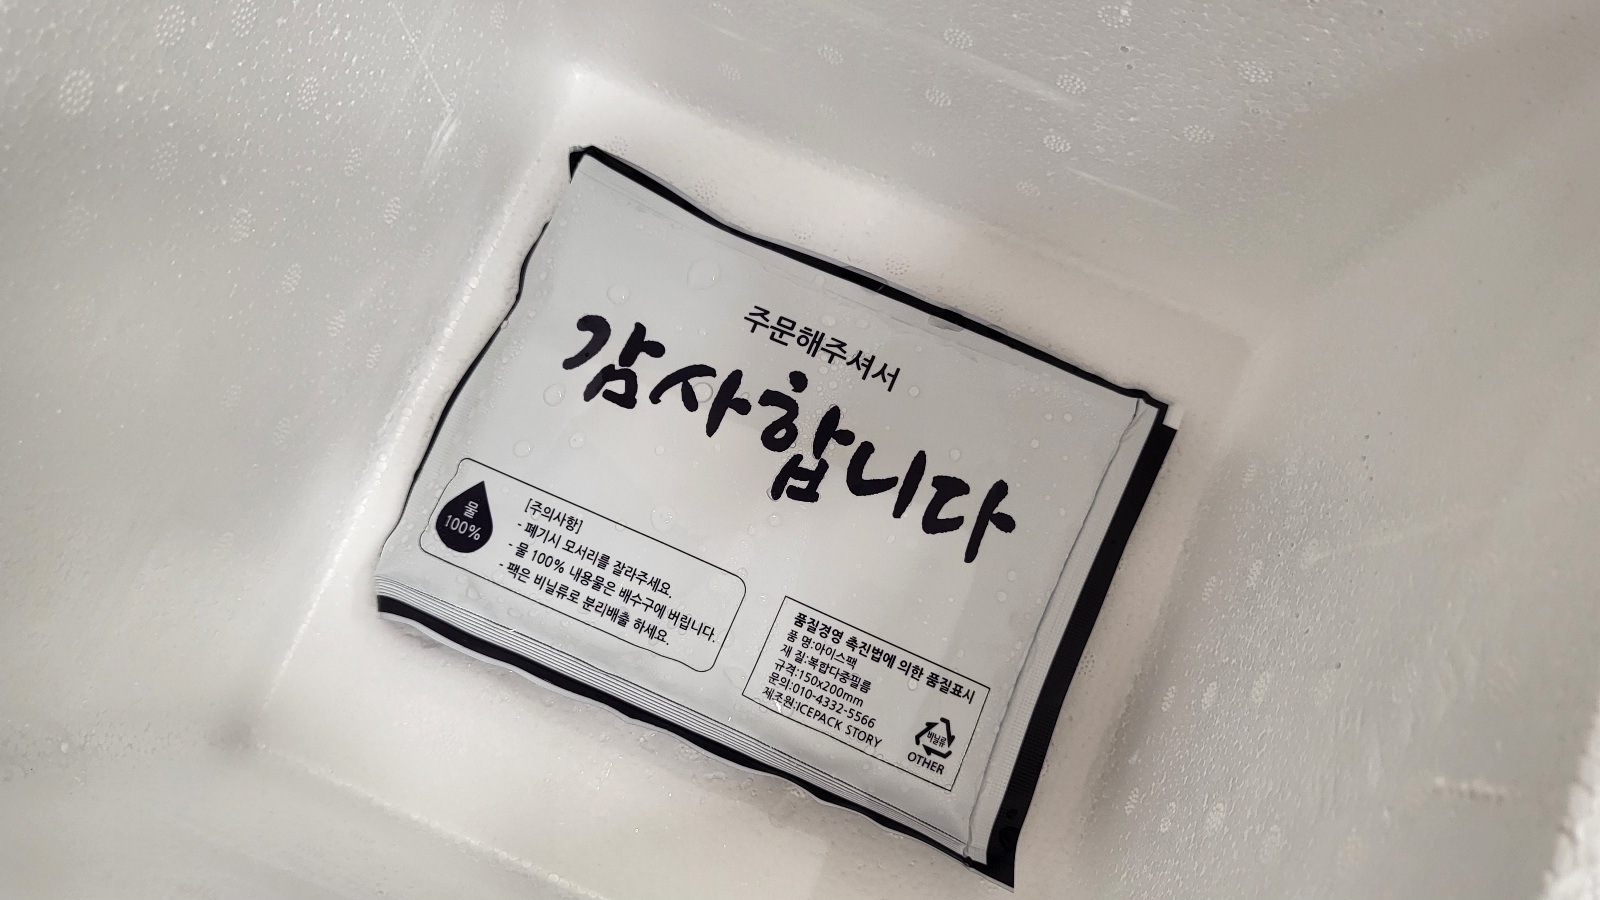 주문해주셔서
감사합니다
물
100%
[주의사항]
- 폐기시 모서리를 잘라주세요.
- 물 100% 내용물은 배수구에 버립니다.
- 팩은 비닐류로 분리배출 하세요.
품질경영 촉진법에 의한 품질표시
품 명:아이스팩
재 질:복합다중필름
규격:150x200mm
문의:010-4332-5566
제조원:ICEPACK STORY
비닐류
OTHER